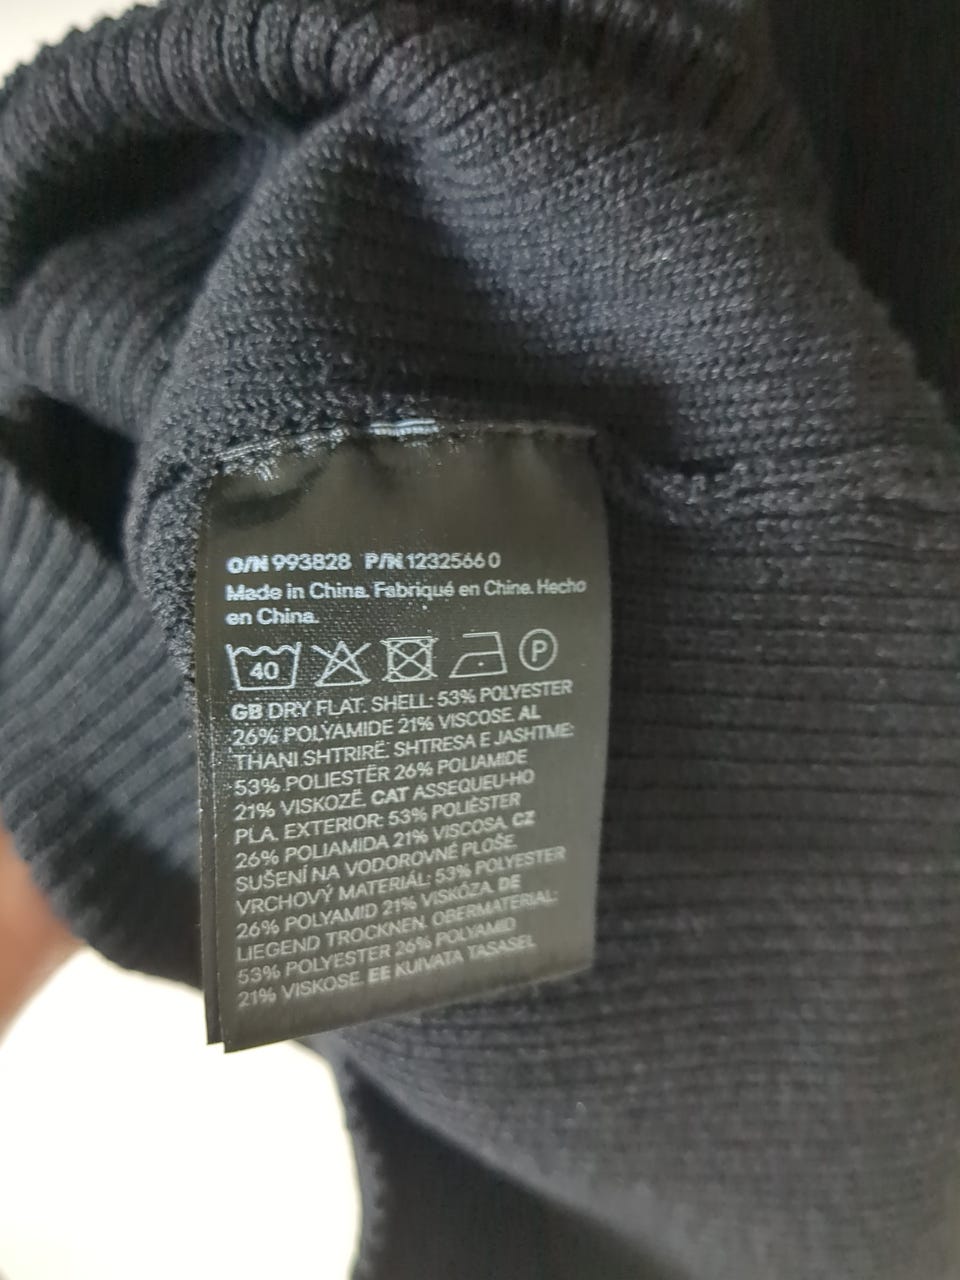 O/N 993828 P/N 1232566 0
Made in China. Fabriqué en Chine. Hecho
en China.
40 P
GB DRY FLAT. SHELL: 53% POLYESTER
26% POLYAMIDE 21% VISCOSE. AL
THANI SHTRIRË. SHTRESA E JASHTME:
53% POLIESTËR 26% POLIAMIDE
21% VISKOZË. CAT ASSEQUEU-HO
PLA. EXTERIOR: 53% POLIÈSTER
26% POLIAMIDA 21% VISCOSA. CZ
SUŠENÍ NA VODOROVNÉ PLOŠE.
VRCHOVÝ MATERIÁL: 53% POLYESTER
26% POLYAMID 21% VISKÓZA. DE
LIEGEND TROCKNEN. OBERMATERIAL:
53% POLYESTER 26% POLYAMID
21% VISKOSE. EE KUIVATA TASASEL